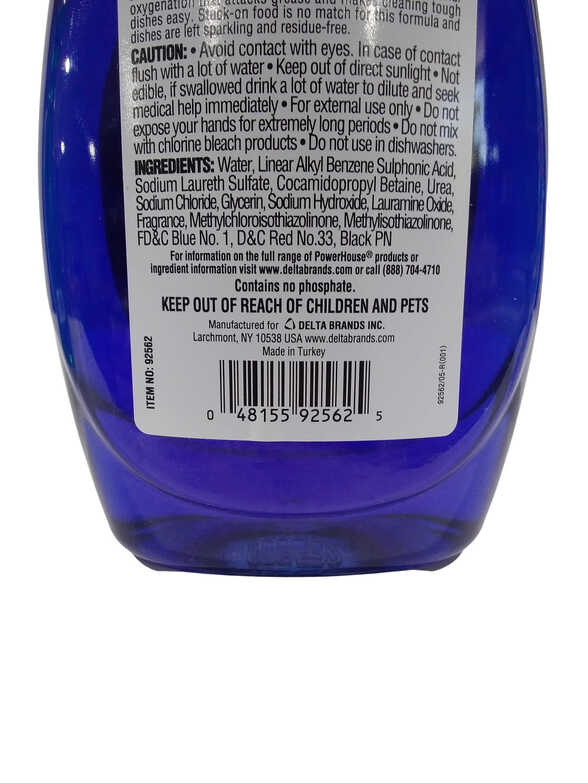 oxygenation that attacks grease and makes cleaning tough
dishes easy. Stuck-on food is no match for this formula and
dishes are left sparkling and residue-free.
CAUTION: • Avoid contact with eyes. In case of contact
flush with a lot of water • Keep out of direct sunlight • Not
edible, if swallowed drink a lot of water to dilute and seek
medical help immediately • For external use only • Do not
expose your hands for extremely long periods • Do not mix
with chlorine bleach products • Do not use in dishwashers.
INGREDIENTS: Water, Linear Alkyl Benzene Sulphonic Acid,
Sodium Laureth Sulfate, Cocamidopropyl Betaine, Urea,
Sodium Chloride, Glycerin, Sodium Hydroxide, Lauramine Oxide,
Fragrance, Methylchloroisothiazolinone, Methylisothiazolinone,
FD&C Blue No. 1, D&C Red No.33, Black PN
For information on the full range of PowerHouse® products or
ingredient information visit www.deltabrands.com or call (888) 704-4710
Contains no phosphate.
KEEP OUT OF REACH OF CHILDREN AND PETS
Manufactured for DELTA BRANDS INC.
Larchmont, NY 10538 USA www.deltabrands.com
Made in Turkey
ITEM NO: 92562
92562/05-R(001)
0 48155 92562 5